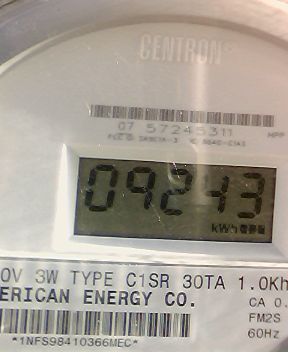 CENTRON®
07 57245311
09243
kWh
0V 3W TYPE C1SR 30TA 1.0Kh
ERICAN ENERGY CO.
CA 0.
FM2S
60Hz
*1NFS98410366MEC*